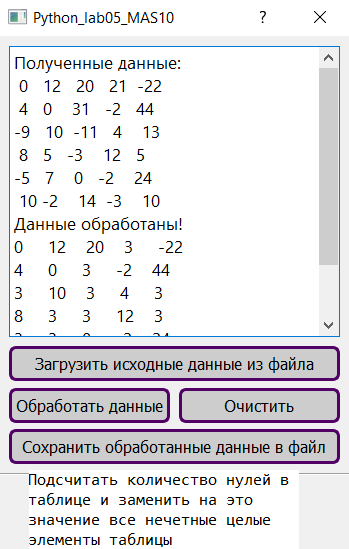 Python_lab05_MAS10
Полученные данные:
0 12 20 21 -22
4 0 31 -2 44
-9 10 -11 4 13
8 5 -3 12 5
-5 7 0 -2 24
10 -2 14 -3 10
Данные обработаны!
0 12 20 3 -22
4 0 3 -2 44
3 10 3 4 3
8 3 3 12 3
Загрузить исходные данные из файла
Обработать данные
Очистить
Сохранить обработанные данные в файл
Подсчитать количество нулей в
таблице и заменить на это
значение все нечетные целые
элементы таблицы